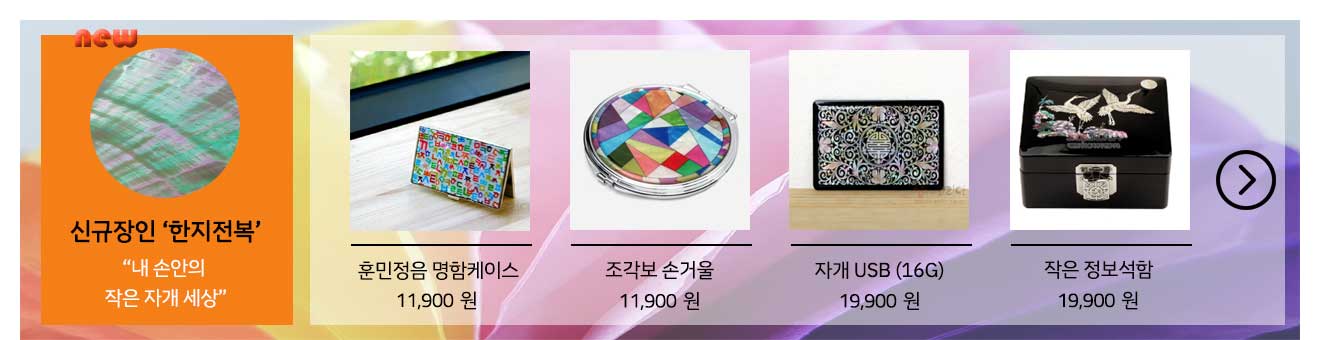 new
신규장인 ‘한지전복’
“내 손안의
작은 자개 세상”
훈민정음 명함케이스
11,900 원
조각보 손거울
11,900 원
자개 USB (16G)
19,900 원
작은 정보석함
19,900 원